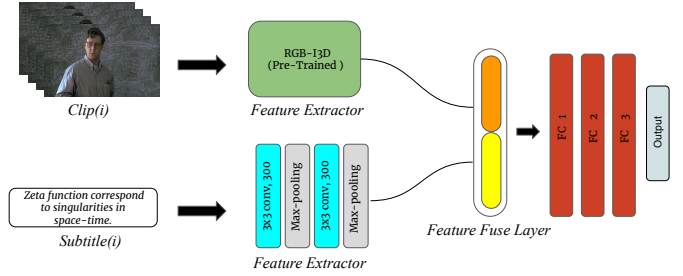 RGB-I3D
(Pre-Trained )
Clip(i)
Feature Extractor
3x3 conv, 300
Max-pooling
3x3 conv, 300
Max-pooling
Zeta function correspond
to singularities in
space-time.
Subtitle(i)
Feature Extractor
Feature Fuse Layer
FC 1
FC 2
FC 3
Output